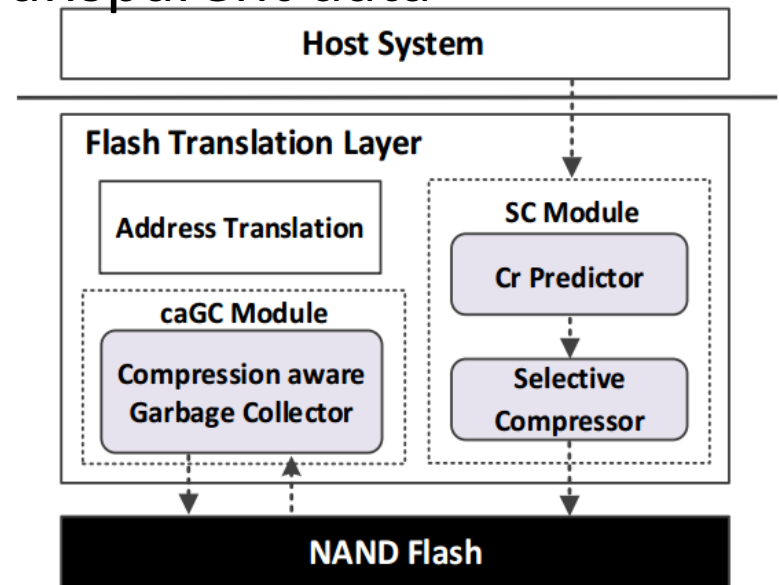 Host System
Flash Translation Layer
Address Translation
SC Module
Cr Predictor
caGC Module
Compression aware
Garbage Collector
Selective
Compressor
NAND Flash